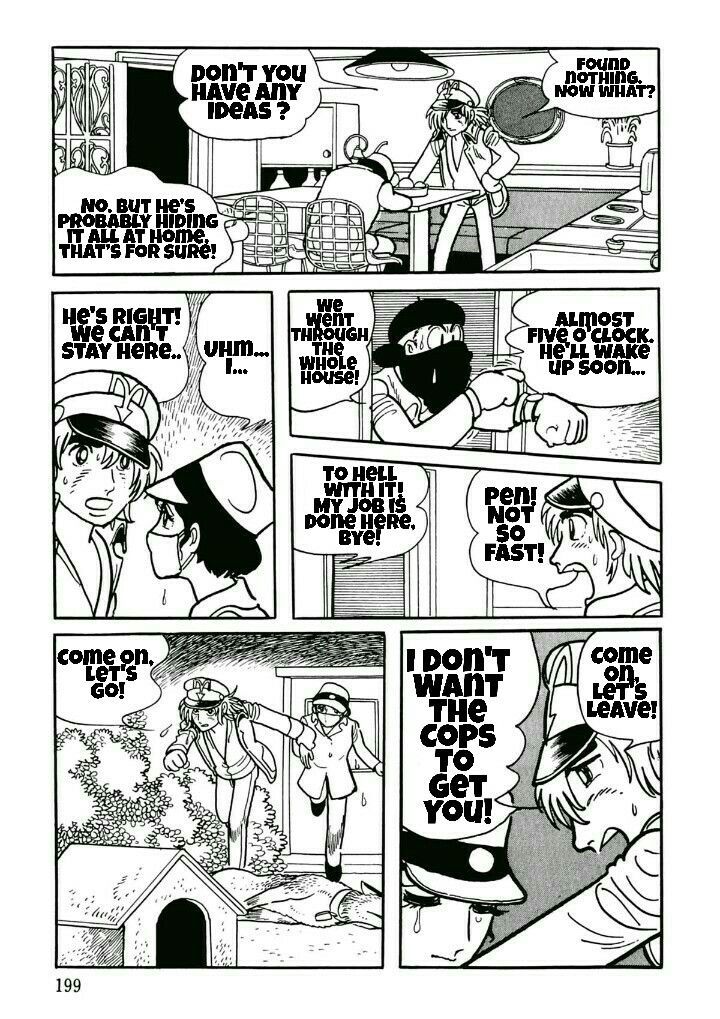 FOUND
NOTHING.
NOW WHAT?
DON'T YOU
HAVE ANY
IDEAS ?
NO, BUT HE'S
PROBABLY HIDING
IT ALL AT HOME,
THAT'S FOR SURE!
ALMOST
FIVE O'CLOCK.
HE'LL WAKE
UP SOON...
WE
WENT
THROUGH
THE
WHOLE
HOUSE!
PEN!
NOT
SO
FAST!
TO HELL
WITH IT!
MY JOB IS
DONE HERE,
BYE!
UHM...
I...
HE'S RIGHT!
WE CAN'T
STAY HERE..
COME
ON,
LET'S
LEAVE!
I DON'T
WANT
THE
COPS
TO
GET
YOU!
COME ON,
LET'S
GO!
199